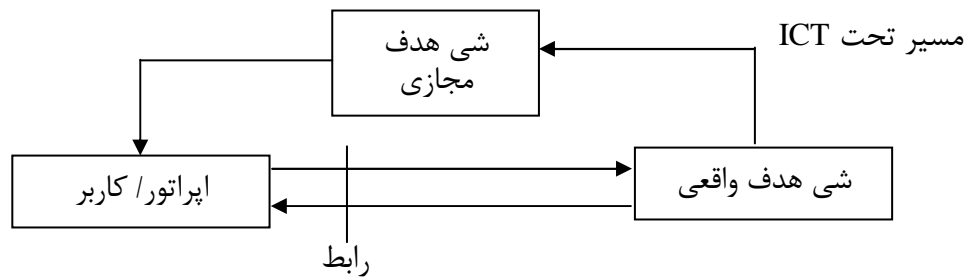 مسیر تحت ICT
شی هدف
مجازی
شی هدف واقعی
اپراتور/ کاربر
رابط